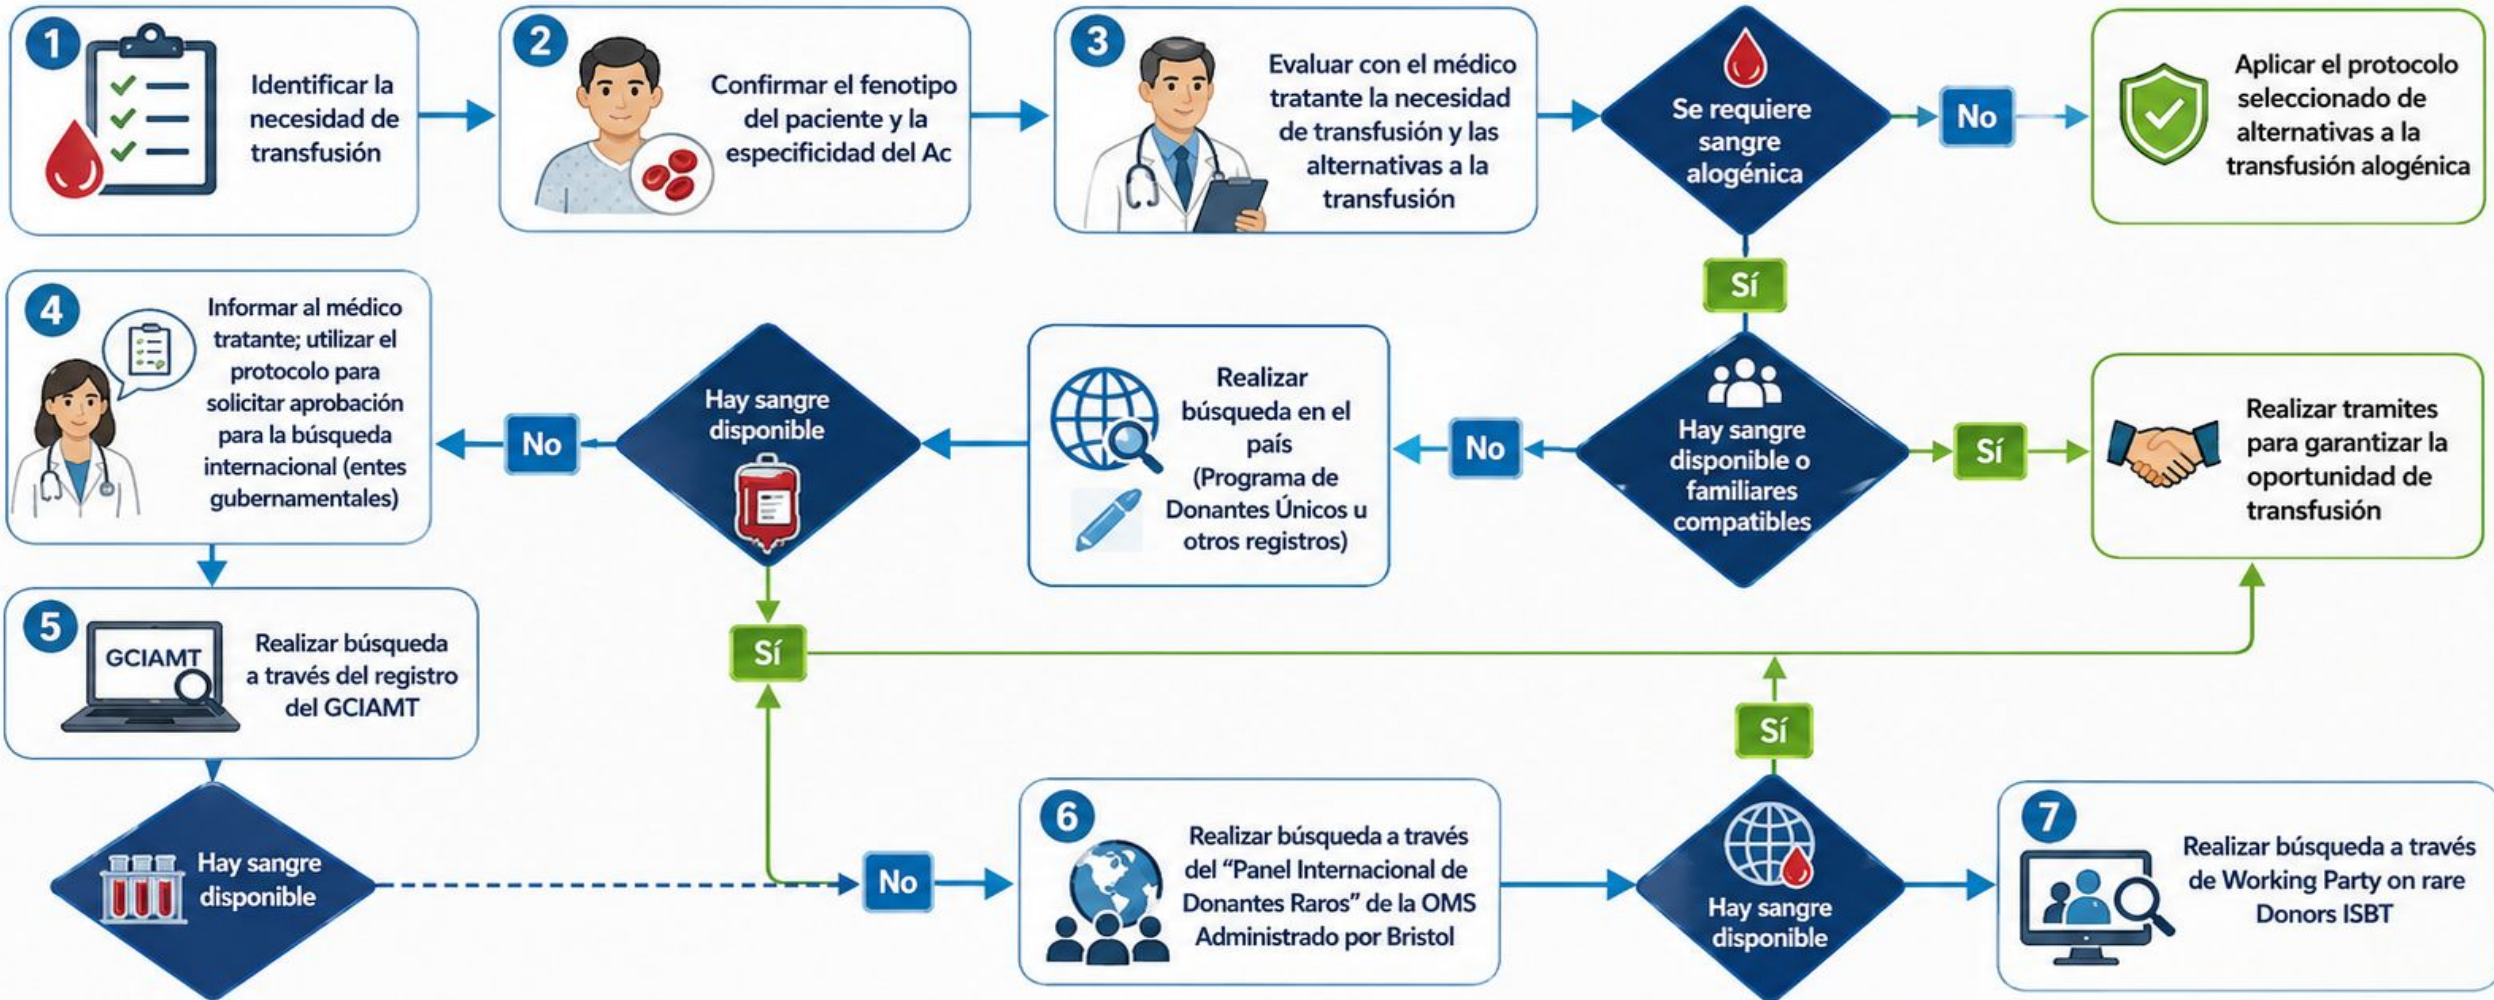 1
Identificar la
necesidad de
transfusión
2
Confirmar el fenotipo
del paciente y la
especificidad del Ac
3
Evaluar con el médico
tratante la necesidad
de transfusión y las
alternativas a la
transfusión
Se requiere
sangre
alogénica
No
Aplicar el protocolo
seleccionado de
alternativas a la
transfusión alogénica
Sí
4
Informar al médico
tratante; utilizar el
protocolo para
solicitar aprobación
para la búsqueda
internacional (entes
gubernamentales)
No
Hay sangre
disponible
Realizar
búsqueda en el
país
(Programa de
Donantes Únicos u
otros registros)
No
Hay sangre
disponible o
familiares
compatibles
Sí
Realizar tramites
para garantizar la
oportunidad de
transfusión
5
GCIAMT
Realizar búsqueda
a través del registro
del GCIAMT
Sí
Sí
Hay sangre
disponible
No
6
Realizar búsqueda a través
del “Panel Internacional de
Donantes Raros” de la OMS
Administrado por Bristol
Hay sangre
disponible
7
Realizar búsqueda a través
de Working Party on rare
Donors ISBT